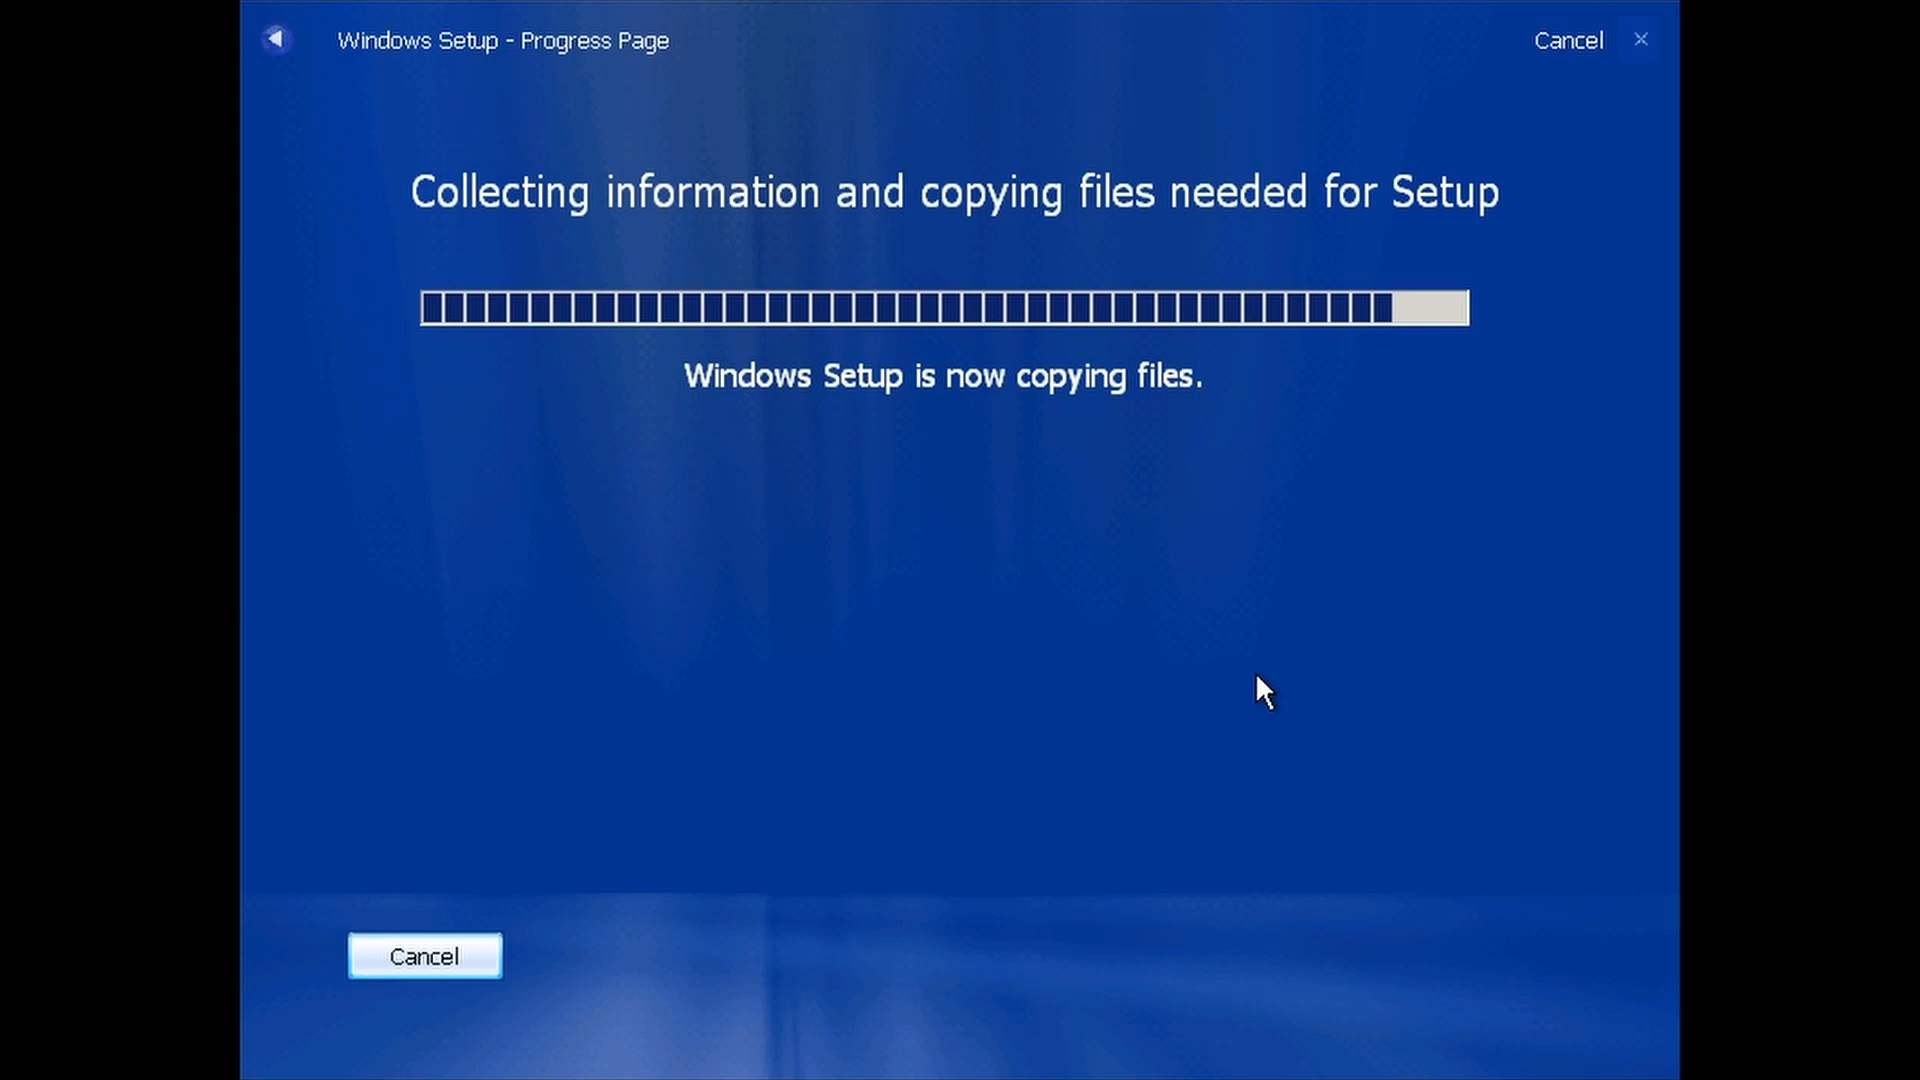 Windows Setup - Progress Page
Cancel
Collecting information and copying files needed for Setup
Windows Setup is now copying files.
Cancel